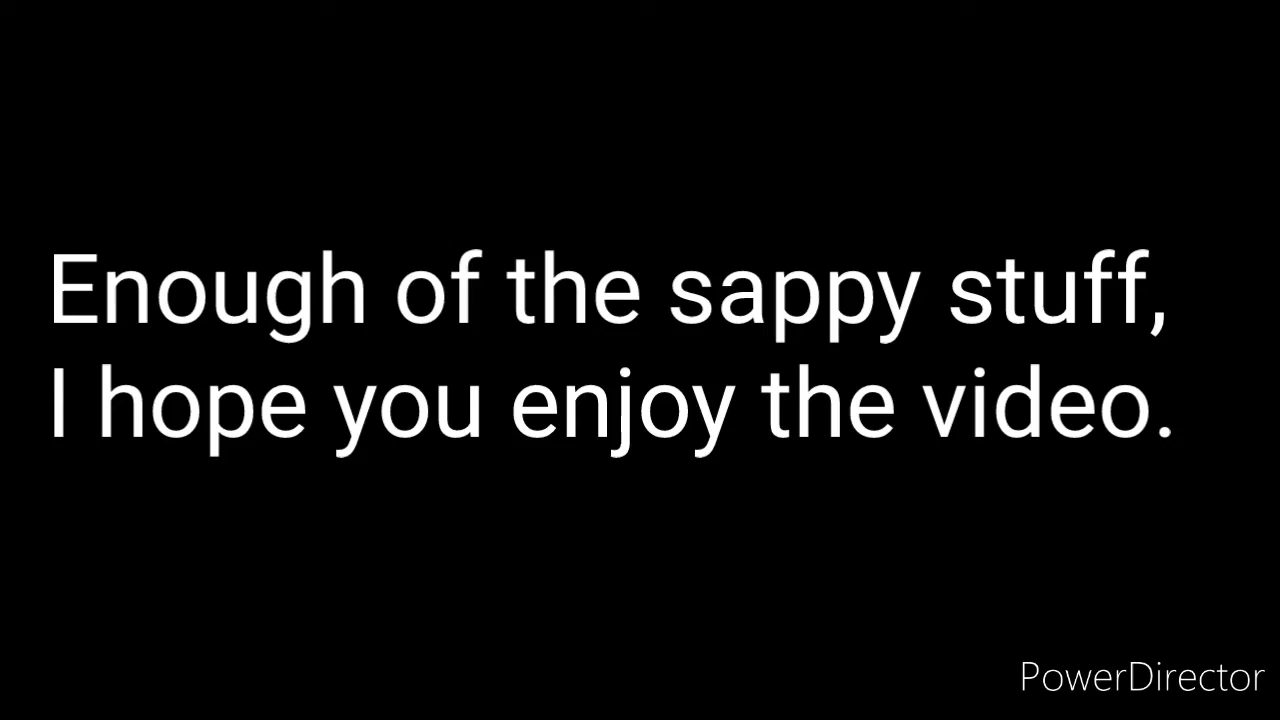 Enough of the sappy stuff,
I hope you enjoy the video.
PowerDirector